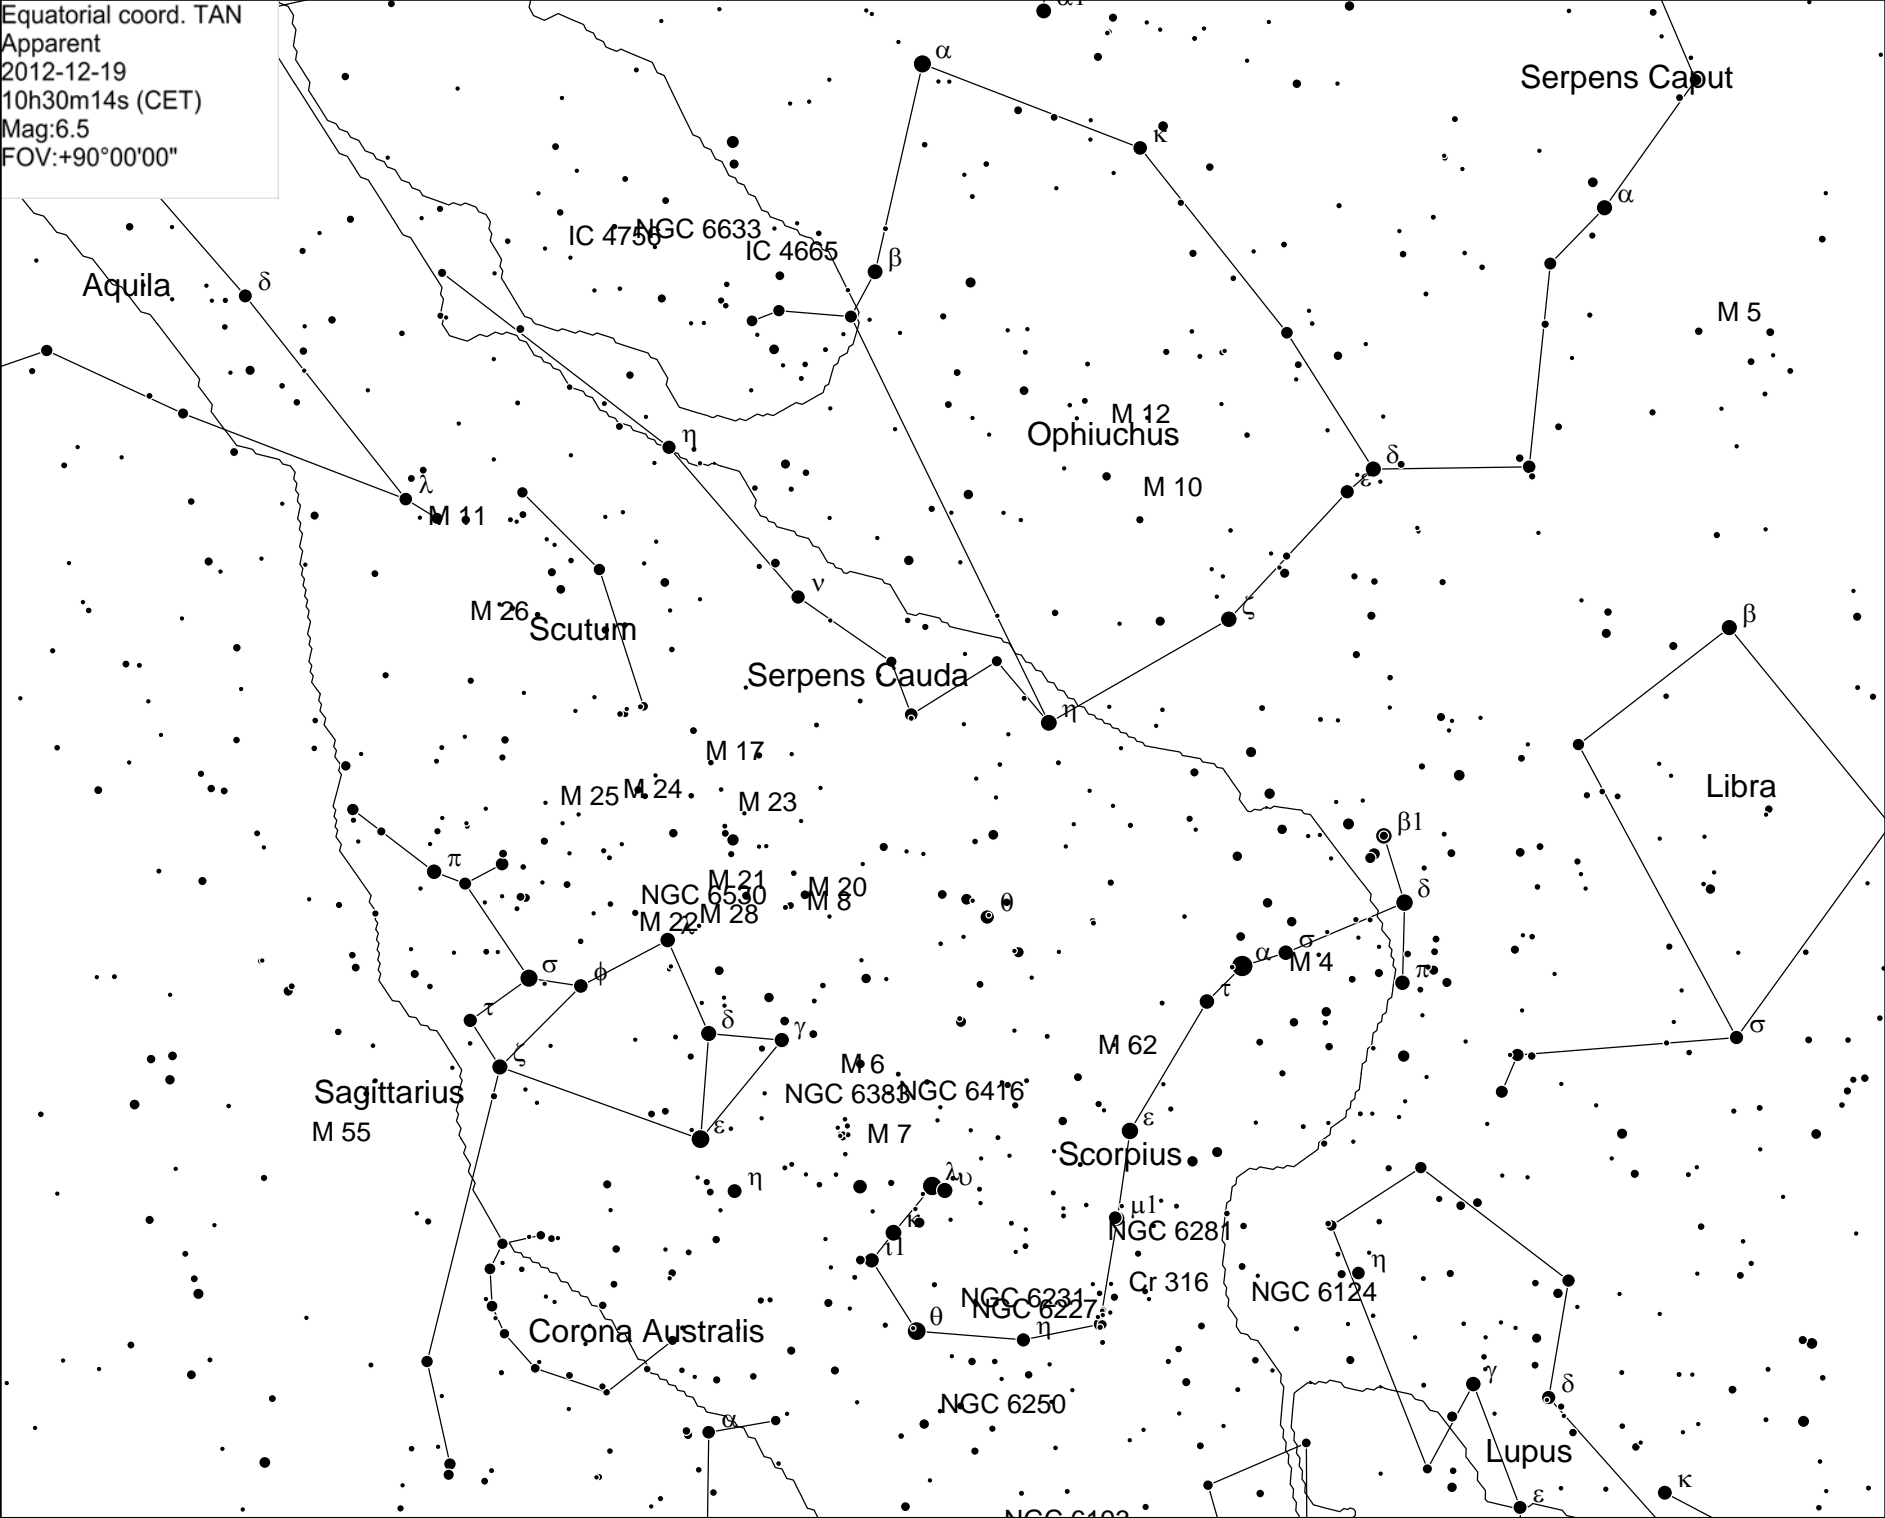 Equatorial coord. TAN
Apparent
2012-12-19
10h30m14s (CET)
Mag:6.5
FOV:+90°00'00"
α
κ
Serpens Caput
α
IC 4756
NGC 6633
IC 4665
β
Aquila
δ
M 5
M 12
Ophiuchus
η
δ
ε
λ
M 11
M 10
ν
M 26
Scutum
ζ
β
Serpens Cauda
η
M 17
M 25
M 24
M 23
Libra
β1
π
M 21
NGC 6530
M 20
M 8
M 22
λ
M 28
θ
δ
α
σ
M 4
π
σ
φ
τ
τ
δ
γ
σ
ζ
M 62
M 6
Sagittarius
NGC 6383
NGC 6416
M 55
M 7
ε
ε
Scorpius
η
λ
υ
κ
μ1
NGC 6281
ι1
η
Cr 316
NGC 6124
NGC 6231
NGC 6227
θ
η
Corona Australis
γ
δ
NGC 6250
α
Lupus
κ
ε
NGC 6193